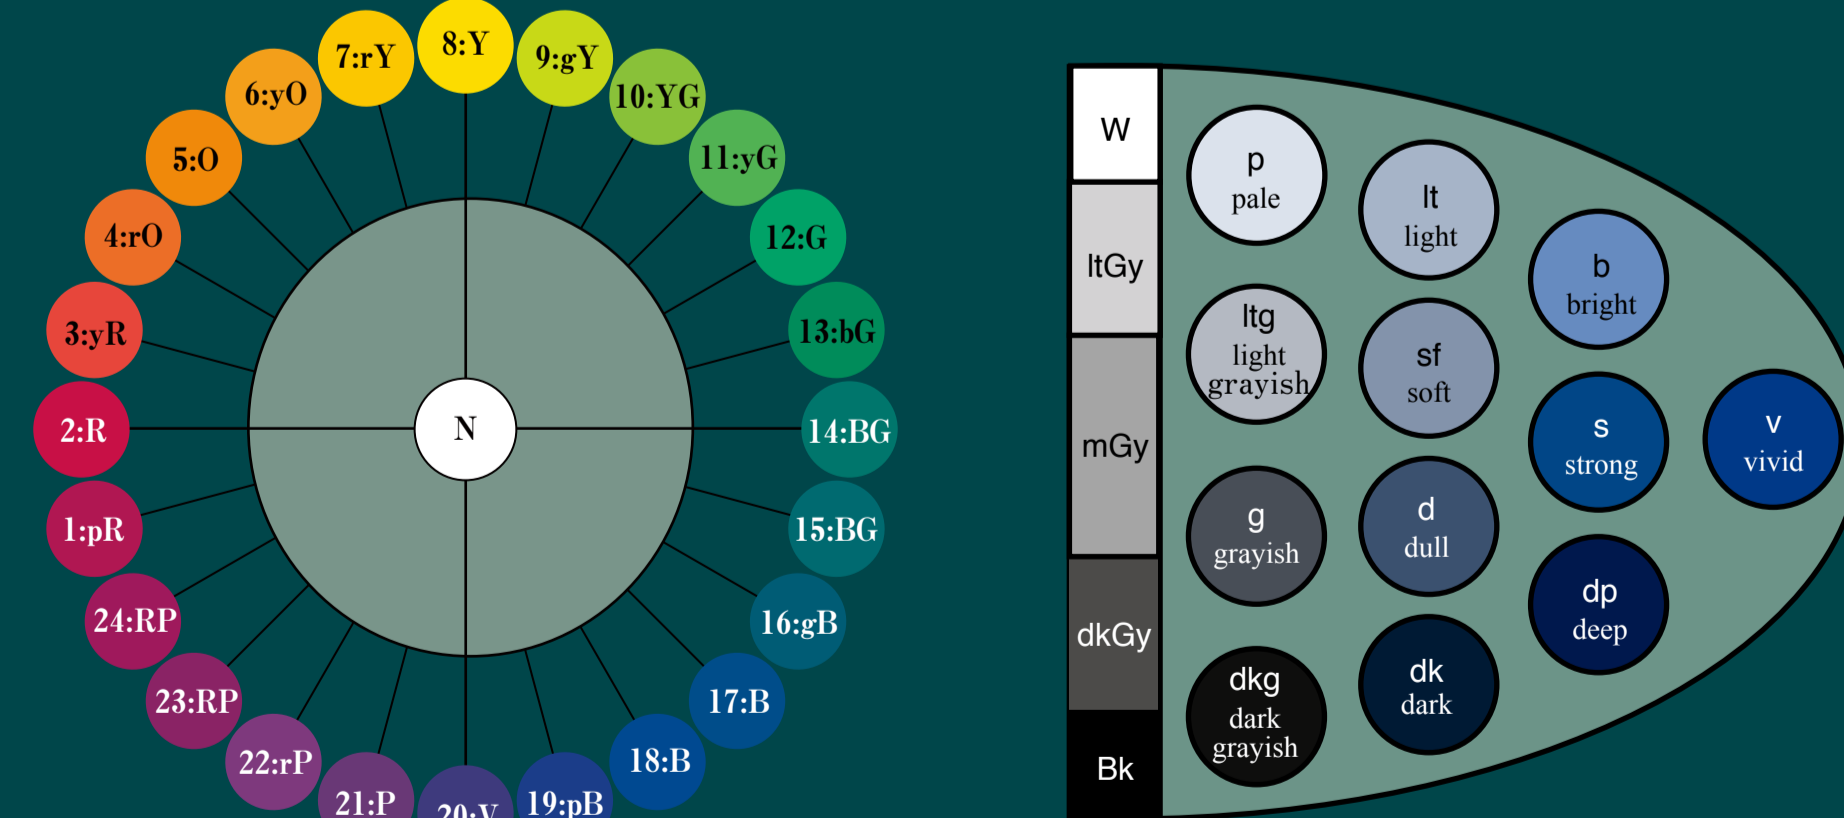 8:Y
7:rY
9:gY
6:yO
10:YG
5:O
11:yG
4:rO
12:G
3:yR
13:bG
2:R
N
14:BG
1:pR
15:BG
24:RP
16:gB
23:RP
17:B
22:rP
18:B
21:P
20:V
19:pB
W
ltGy
mGy
dkGy
Bk
p
pale
lt
light
b
bright
ltg
light
grayish
sf
soft
s
strong
v
vivid
g
grayish
d
dull
dp
deep
dkg
dark
grayish
dk
dark